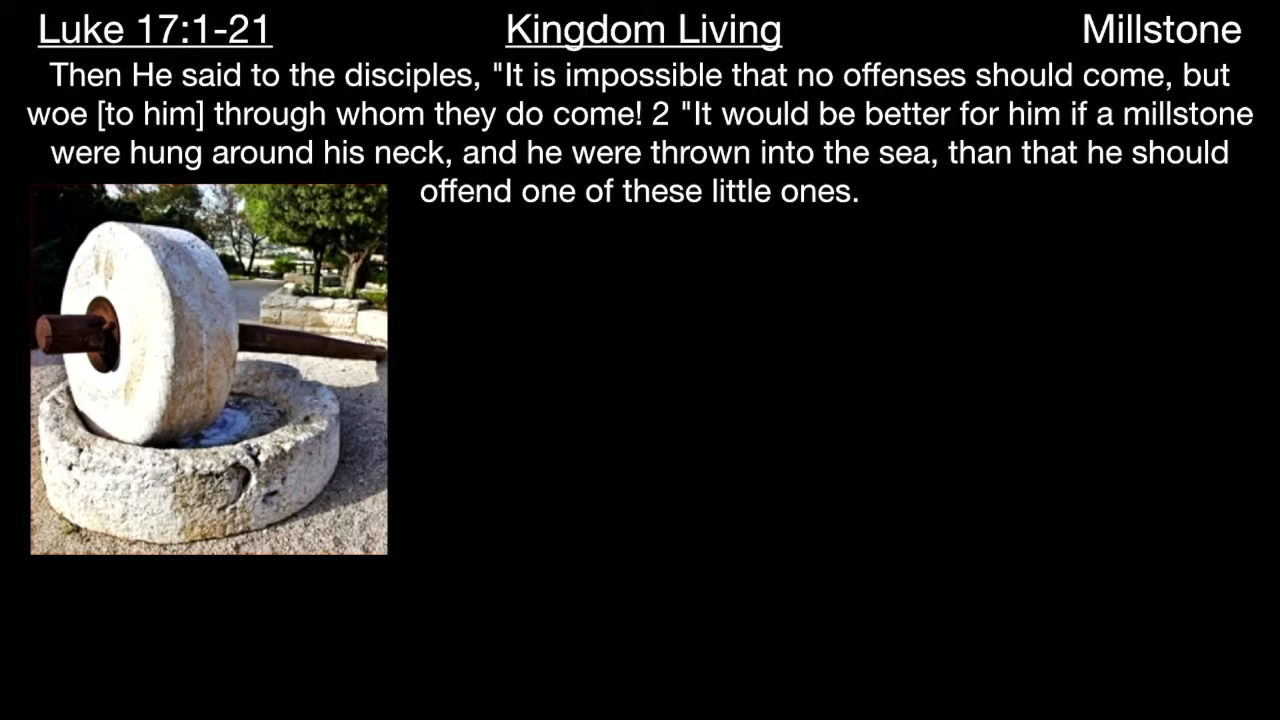 Luke 17:1-21 Kingdom Living Millstone
Then He said to the disciples, "It is impossible that no offenses should come, but
woe [to him] through whom they do come! 2 "It would be better for him if a millstone
were hung around his neck, and he were thrown into the sea, than that he should
offend one of these little ones.